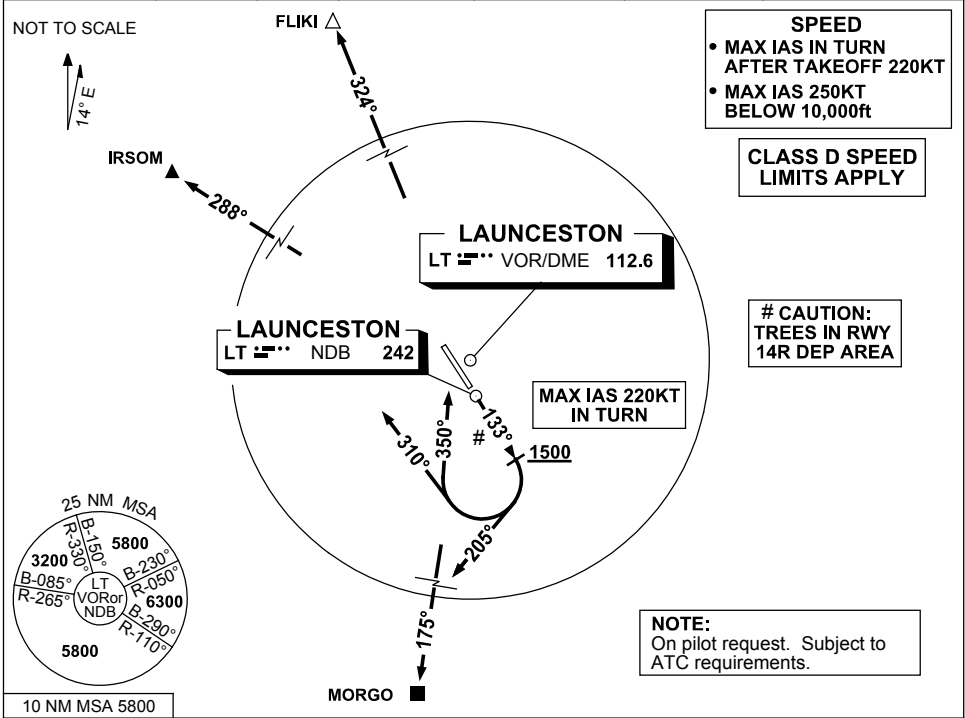 NOT TO SCALE
14° E
FLIKI
324°
IRSOM
288°
SPEED
• MAX IAS IN TURN
AFTER TAKEOFF 220KT
• MAX IAS 250KT
BELOW 10,000ft
CLASS D SPEED
LIMITS APPLY
LAUNCESTON
LT VOR/DME 112.6
LAUNCESTON
LT NDB 242
# CAUTION:
TREES IN RWY
14R DEP AREA
MAX IAS 220KT
IN TURN
133°
#
1500
350°
310°
205°
175°
MORGO
25 NM MSA
B-150°
R-330°
5800
3200
B-230°
R-050°
B-085°
R-265°
LT
VORor
NDB
6300
B-290°
R-110°
5800
10 NM MSA 5800
NOTE:
On pilot request. Subject to
ATC requirements.